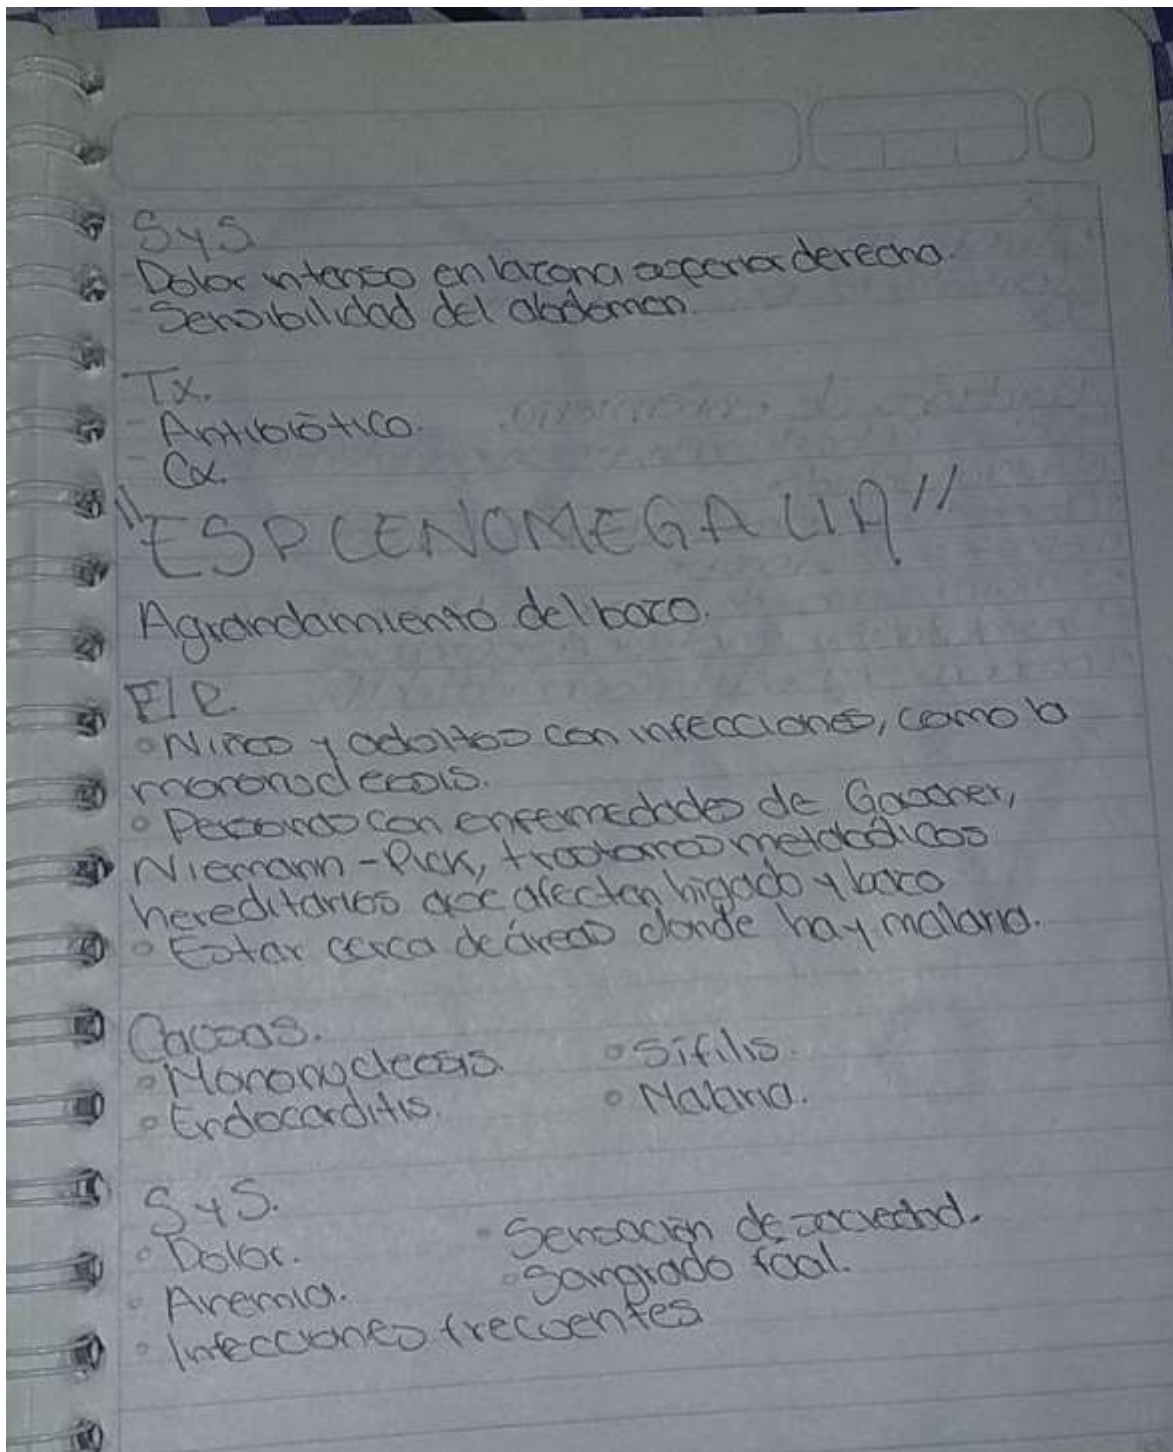 SyS
- Dolor intenso en la zona superior derecha.
- Sensibilidad del abdomen.
Tx.
- Antibiótico.
- Cx.
"ESPLENOMEGALIA"
Agrandamiento del bazo.
F/R.
° Niños y adultos con infecciones, como la
mononucleosis.
° Personas con enfermedades de Gaucher,
Niemann-Pick, trastornos metabólicos
hereditarios que afectan hígado y bazo
° Estar cerca de áreas donde hay malaria.
Causas.
° Mononucleosis. ° Sífilis.
° Endocarditis. ° Malaria.
SyS.
° Dolor. ° Sensación de saciedad.
° Anemia. ° Sangrado fácil.
° Infecciones frecuentes